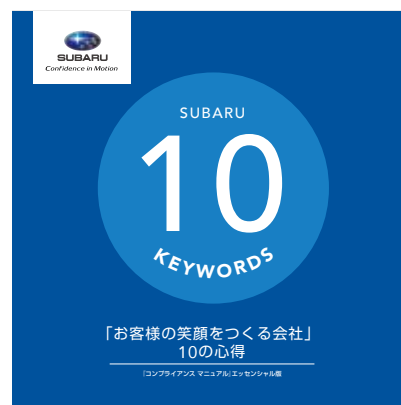 SUBARU
Confidence in Motion
SUBARU
10
KEYWORDS
「お客様の笑顔をつくる会社」
10の心得
「コンプライアンス マニュアル」エッセンシャル版